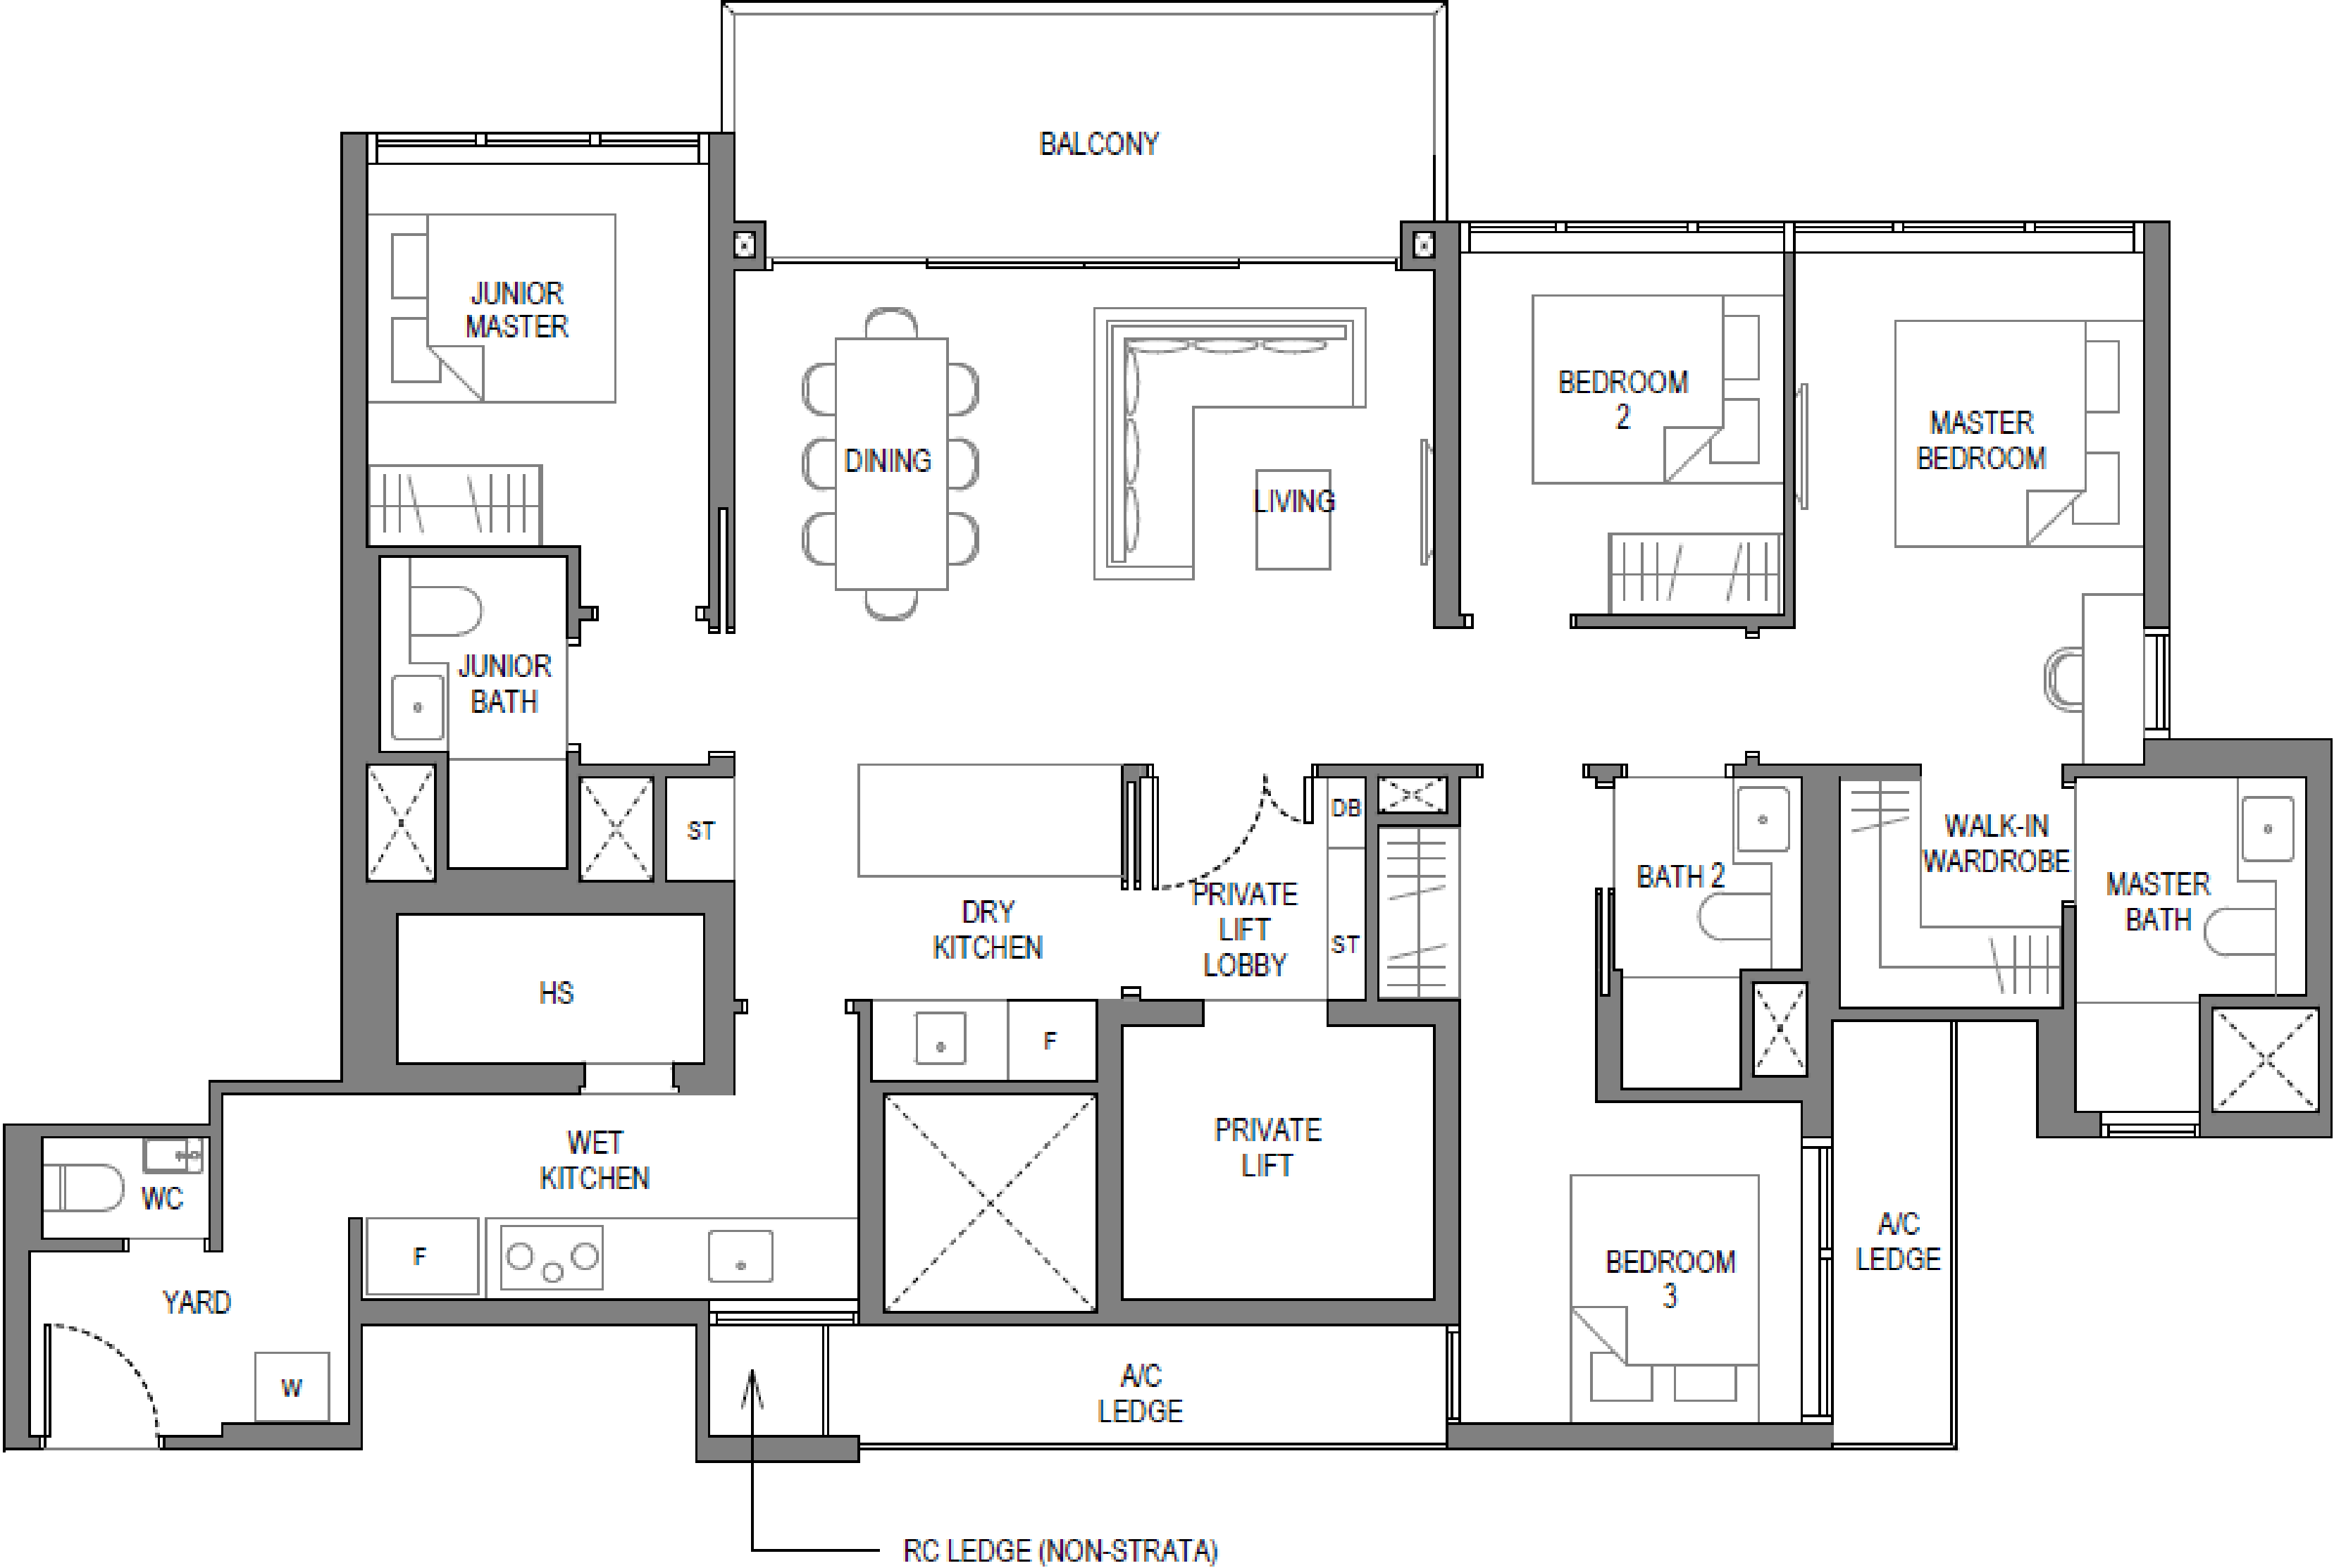 BALCONY
JUNIOR
MASTER
DINING
LIVING
BEDROOM
2
MASTER
BEDROOM
JUNIOR
BATH
ST
DRY
KITCHEN
PRIVATE
LIFT
LOBBY
DB
ST
BATH 2
WALK-IN
WARDROBE
MASTER
BATH
HS
F
WET
KITCHEN
PRIVATE
LIFT
WC
F
YARD
W
BEDROOM
3
A/C
LEDGE
A/C
LEDGE
RC LEDGE (NON-STRATA)